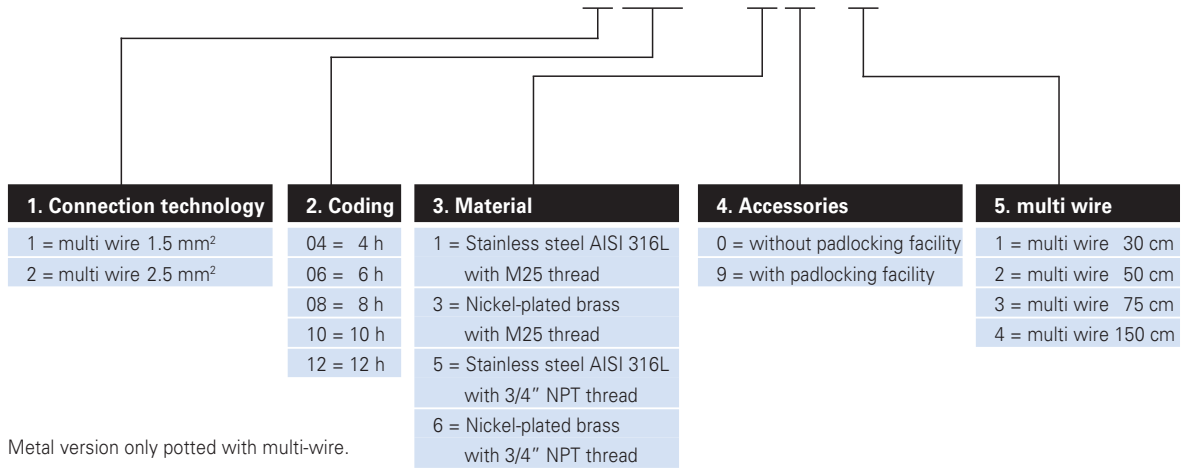 1. Connection technology
1 = multi wire 1.5 mm²
2 = multi wire 2.5 mm²
2. Coding
04 = 4 h
06 = 6 h
08 = 8 h
10 = 10 h
12 = 12 h
3. Material
1 = Stainless steel AISI 316L
with M25 thread
3 = Nickel-plated brass
with M25 thread
5 = Stainless steel AISI 316L
with 3/4” NPT thread
6 = Nickel-plated brass
with 3/4” NPT thread
4. Accessories
0 = without padlocking facility
9 = with padlocking facility
5. multi wire
1 = multi wire 30 cm
2 = multi wire 50 cm
3 = multi wire 75 cm
4 = multi wire 150 cm
Metal version only potted with multi-wire.